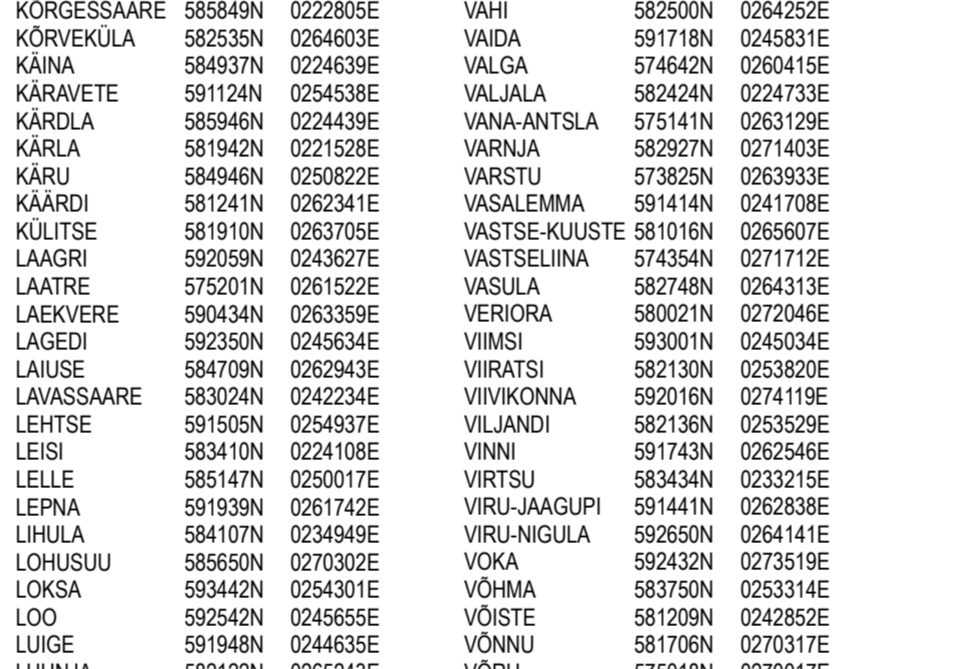 KÕRGESSAARE 585849N 0222805E
KÕRVEKÜLA 582535N 0264603E
KÄINA 584937N 0224639E
KÄRAVETE 591124N 0254538E
KÄRDLA 585946N 0224439E
KÄRLA 581942N 0221528E
KÄRU 584946N 0250822E
KÄÄRDI 581241N 0262341E
KÜLITSE 581910N 0263705E
LAAGRI 592059N 0243627E
LAATRE 575201N 0261522E
LAEKVERE 590434N 0263359E
LAGEDI 592350N 0245634E
LAIUSE 584709N 0262943E
LAVASSAARE 583024N 0242234E
LEHTSE 591505N 0254937E
LEISI 583410N 0224108E
LELLE 585147N 0250017E
LEPNA 591939N 0261742E
LIHULA 584107N 0234949E
LOHUSUU 585650N 0270302E
LOKSA 593442N 0254301E
LOO 592542N 0245655E
LUIGE 591948N 0244635E
VAHI 582500N 0264252E
VAIDA 591718N 0245831E
VALGA 574642N 0260415E
VALJALA 582424N 0224733E
VANA-ANTSLA 575141N 0263129E
VARNJA 582927N 0271403E
VARSTU 573825N 0263933E
VASALEMMA 591414N 0241708E
VASTSE-KUUSTE 581016N 0265607E
VASTSELIINA 574354N 0271712E
VASULA 582748N 0264313E
VERIORA 580021N 0272046E
VIIMSI 593001N 0245034E
VIIRATSI 582130N 0253820E
VIIVIKONNA 592016N 0274119E
VILJANDI 582136N 0253529E
VINNI 591743N 0262546E
VIRTSU 583434N 0233215E
VIRU-JAAGUPI 591441N 0262838E
VIRU-NIGULA 592650N 0264141E
VOKA 592432N 0273519E
VÕHMA 583750N 0253314E
VÕISTE 581209N 0242852E
VÕNNU 581706N 0270317E